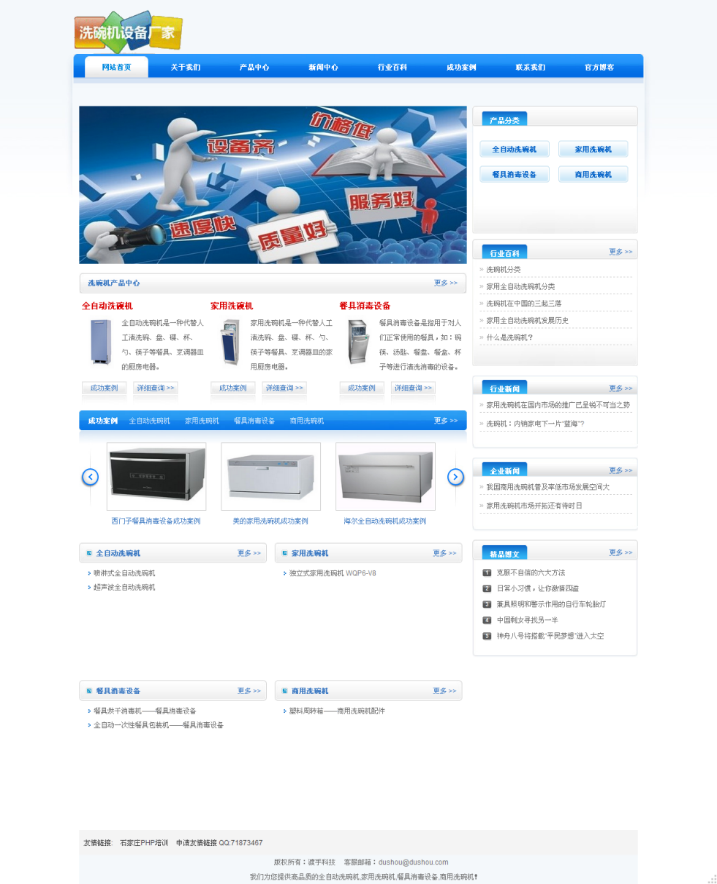 洗碗机设备厂家
网站首页 关于我们 产品中心 新闻中心 行业百科 成功案例 联系我们 官方博客
设备齐 价格低
速度快 质量好 服务好
产品分类
全自动洗碗机 家用洗碗机
餐具消毒设备 商用洗碗机
行业百科 更多 >>
» 洗碗机分类
» 家用全自动洗碗机分类
» 洗碗机在中国的三起三落
» 家用全自动洗碗机发展历史
» 什么是洗碗机?
洗碗机产品中心 更多 >>
全自动洗碗机
全自动洗碗机是一种代替人
工清洗碗、盘、碟、杯、
勺、筷子等餐具、烹调器皿
的厨房电器。
成功案例 详细查询 >>
家用洗碗机
家用洗碗机是一种代替人工
清洗碗、盘、碟、杯、勺、
筷子等餐具、烹调器皿的家
用厨房电器。
成功案例 详细查询 >>
餐具消毒设备
餐具消毒设备是指用于对人
们正常使用的餐具,如:碗
筷、汤匙、餐盘、餐盒、杯
子等进行清洗消毒的设备。
成功案例 详细查询 >>
行业新闻 更多 >>
» 家用洗碗机在国内市场的推广已呈锐不可当之势
» 洗碗机:内销家电下一片"蓝海"?
成功案例 全自动洗碗机 家用洗碗机 餐具消毒设备 商用洗碗机 更多 >>
西门子餐具消毒设备成功案例 美的家用洗碗机成功案例 海尔全自动洗碗机成功案例
企业新闻 更多 >>
» 我国商用洗碗机普及率低市场发展空间大
» 家用洗碗机市场开拓还有待时日
全自动洗碗机 更多 >>
喷淋式全自动洗碗机
超声波全自动洗碗机
家用洗碗机 更多 >>
独立式家用洗碗机 WQP6-V8
精品博文 更多 >>
1 克服不自信的六大方法
2 日常小习惯,让你激情四溢
3 兼具照明和警示作用的自行车轮胎灯
4 中国剩女寻找另一半
5 神舟八号将搭载"平民梦想"进入太空
餐具消毒设备 更多 >>
餐具烘干消毒机——餐具消毒设备
全自动一次性餐具包装机——餐具消毒设备
商用洗碗机 更多 >>
塑料周转箱——商用洗碗机配件
友情链接: 石家庄PHP培训 申请友情链接 QQ:71873467
版权所有:渡宇科技 客服邮箱:dushou@dushou.com
我们为您提供高品质的全自动洗碗机,家用洗碗机,餐具消毒设备,商用洗碗机!